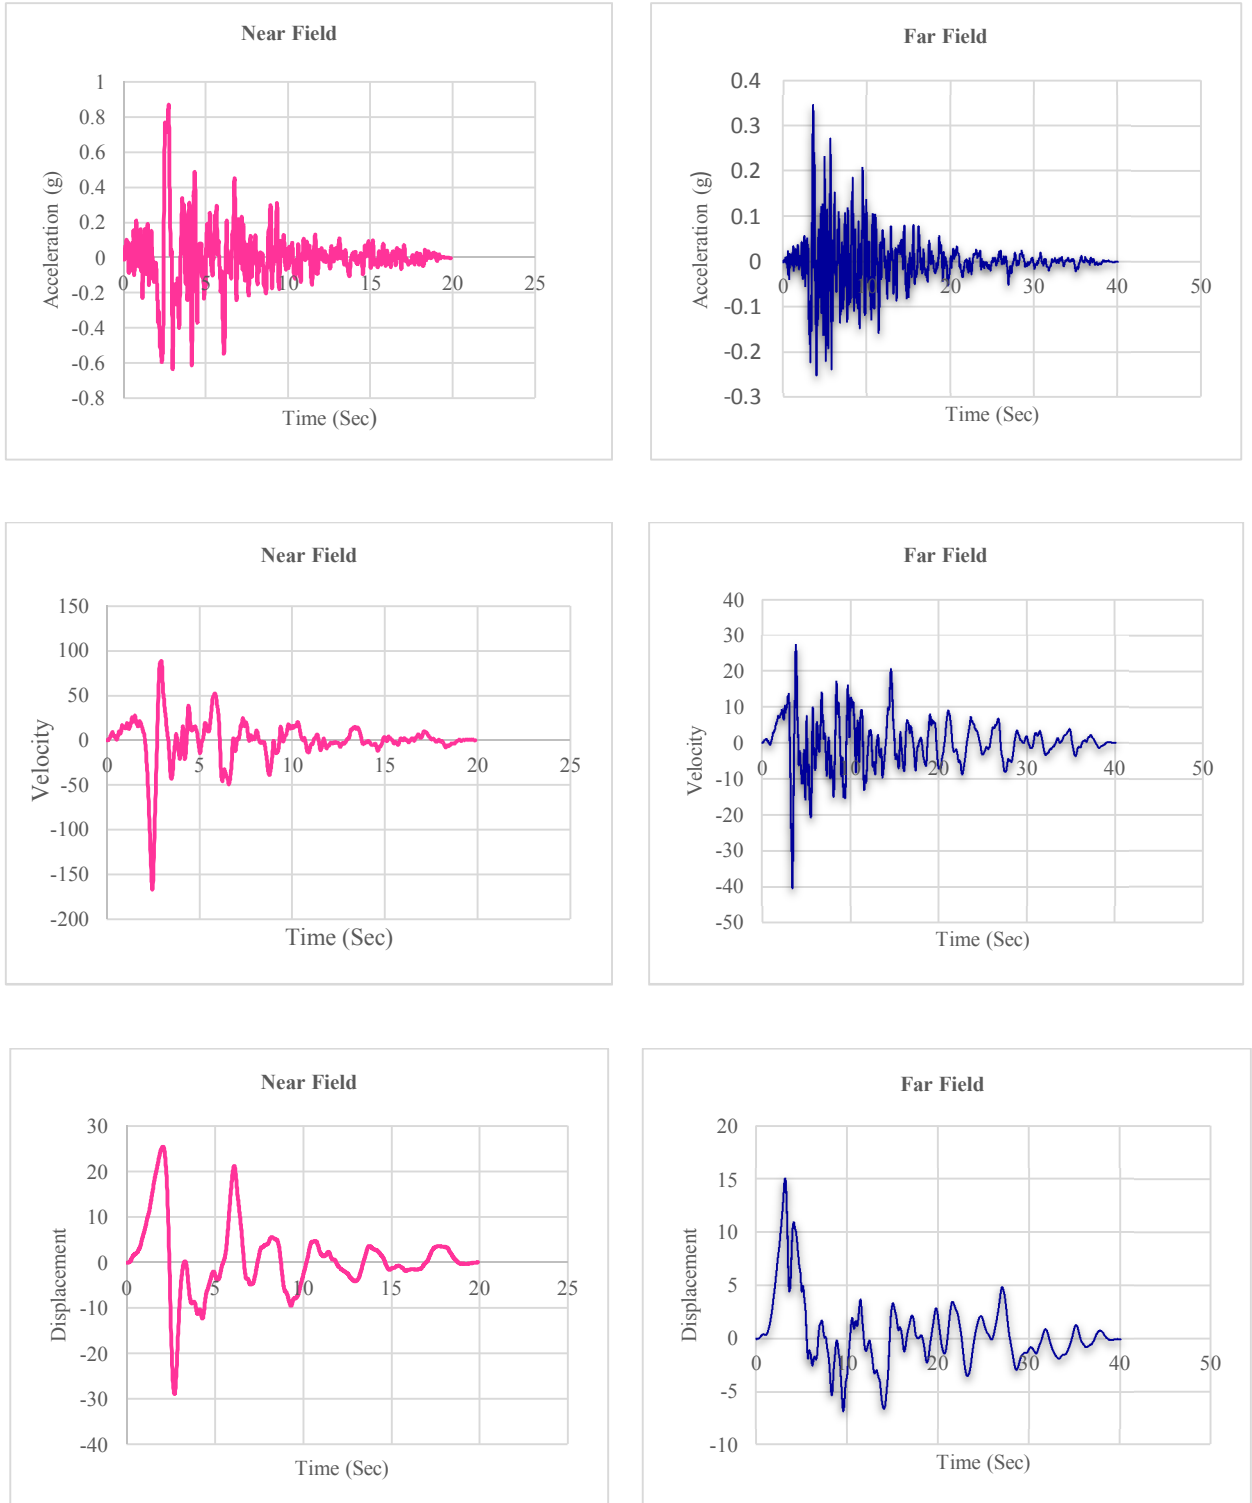 Near Field
1
0.8
0.6
0.4
0.2
0
-0.2
-0.4
-0.6
-0.8
0 5 10 15 20 25
Acceleration (g)
Time (Sec)
Far Field
0.4
0.3
0.2
0.1
0
-0.1
-0.2
-0.3
0 10 20 30 40 50
Acceleration (g)
Time (Sec)
Near Field
150
100
50
0
-50
-100
-150
-200
0 5 10 15 20 25
Velocity
Time (Sec)
Far Field
40
30
20
10
0
-10
-20
-30
-40
-50
0 10 20 30 40 50
Velocity
Time (Sec)
Near Field
30
20
10
0
-10
-20
-30
-40
0 5 10 15 20 25
Displacement
Time (Sec)
Far Field
20
15
10
5
0
-5
-10
0 10 20 30 40 50
Displacement
Time (Sec)